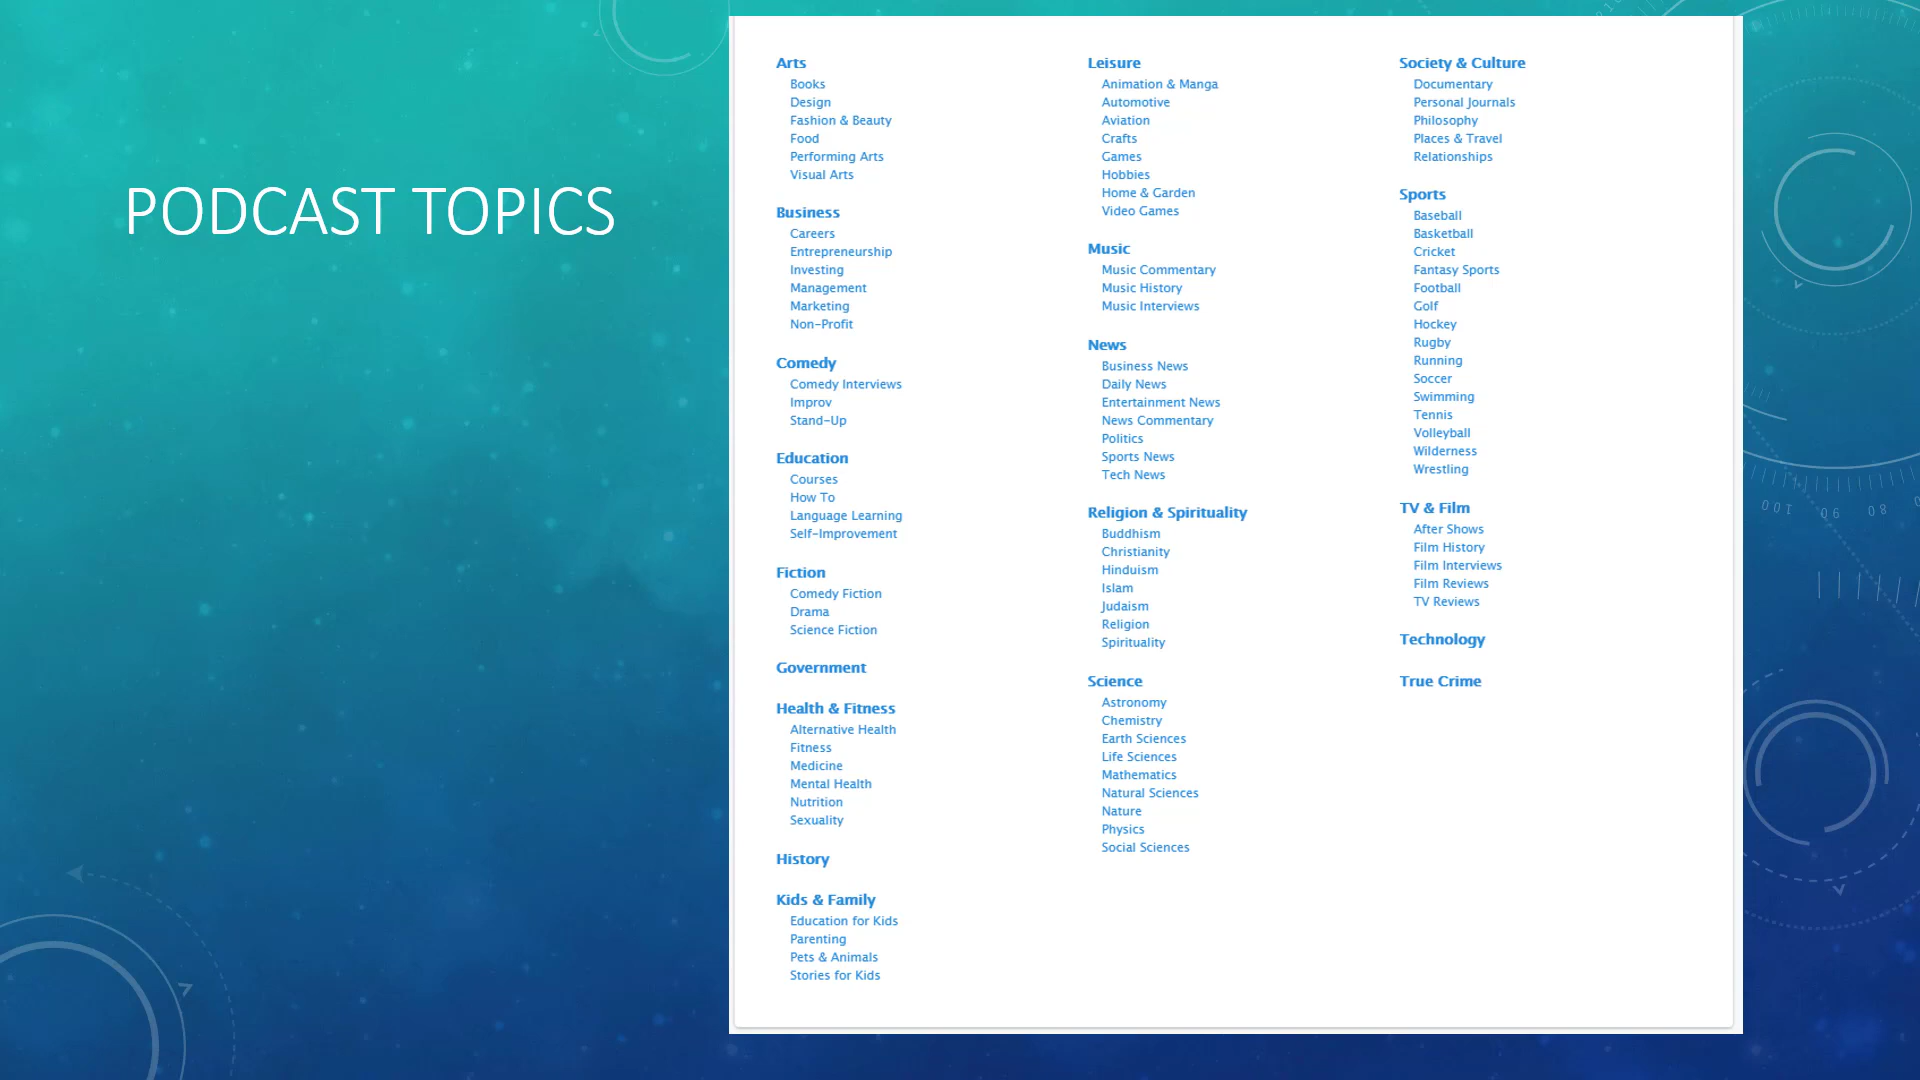 PODCAST TOPICS
Arts
Books
Design
Fashion & Beauty
Food
Performing Arts
Visual Arts
Business
Careers
Entrepreneurship
Investing
Management
Marketing
Non-Profit
Comedy
Comedy Interviews
Improv
Stand-Up
Education
Courses
How To
Language Learning
Self-Improvement
Fiction
Comedy Fiction
Drama
Science Fiction
Government
Health & Fitness
Alternative Health
Fitness
Medicine
Mental Health
Nutrition
Sexuality
History
Kids & Family
Education for Kids
Parenting
Pets & Animals
Stories for Kids
Leisure
Animation & Manga
Automotive
Aviation
Crafts
Games
Hobbies
Home & Garden
Video Games
Music
Music Commentary
Music History
Music Interviews
News
Business News
Daily News
Entertainment News
News Commentary
Politics
Sports News
Tech News
Religion & Spirituality
Buddhism
Christianity
Hinduism
Islam
Judaism
Religion
Spirituality
Science
Astronomy
Chemistry
Earth Sciences
Life Sciences
Mathematics
Natural Sciences
Nature
Physics
Social Sciences
Society & Culture
Documentary
Personal Journals
Philosophy
Places & Travel
Relationships
Sports
Baseball
Basketball
Cricket
Fantasy Sports
Football
Golf
Hockey
Rugby
Running
Soccer
Swimming
Tennis
Volleyball
Wilderness
Wrestling
TV & Film
After Shows
Film History
Film Interviews
Film Reviews
TV Reviews
Technology
True Crime
100 90 80